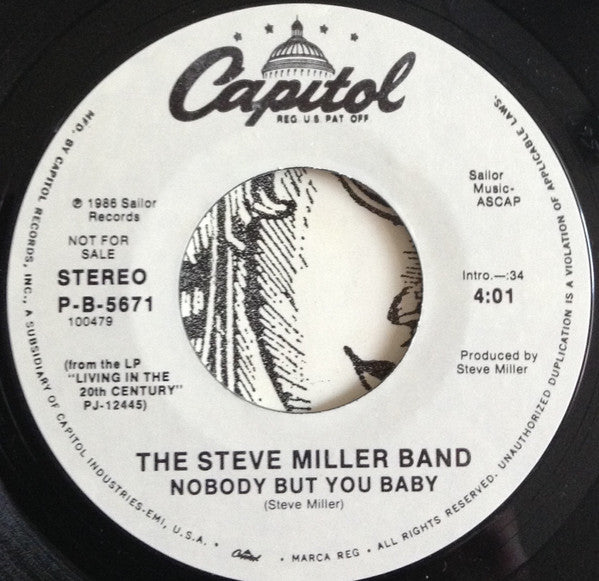 Capitol
REG. U.S. PAT. OFF.
℗ 1986 Sailor
Records
NOT FOR
SALE
STEREO
P-B-5671
100479
(from the LP
"LIVING IN THE
20th CENTURY"
PJ-12445)
Sailor
Music-
ASCAP
Intro.—:34
4:01
Produced by
Steve Miller
THE STEVE MILLER BAND
NOBODY BUT YOU BABY
(Steve Miller)
MFD. BY CAPITOL RECORDS, INC., A SUBSIDIARY OF CAPITOL INDUSTRIES-EMI, U.S.A. • Capitol • MARCA REG • ALL RIGHTS RESERVED. UNAUTHORIZED DUPLICATION IS A VIOLATION OF APPLICABLE LAWS.